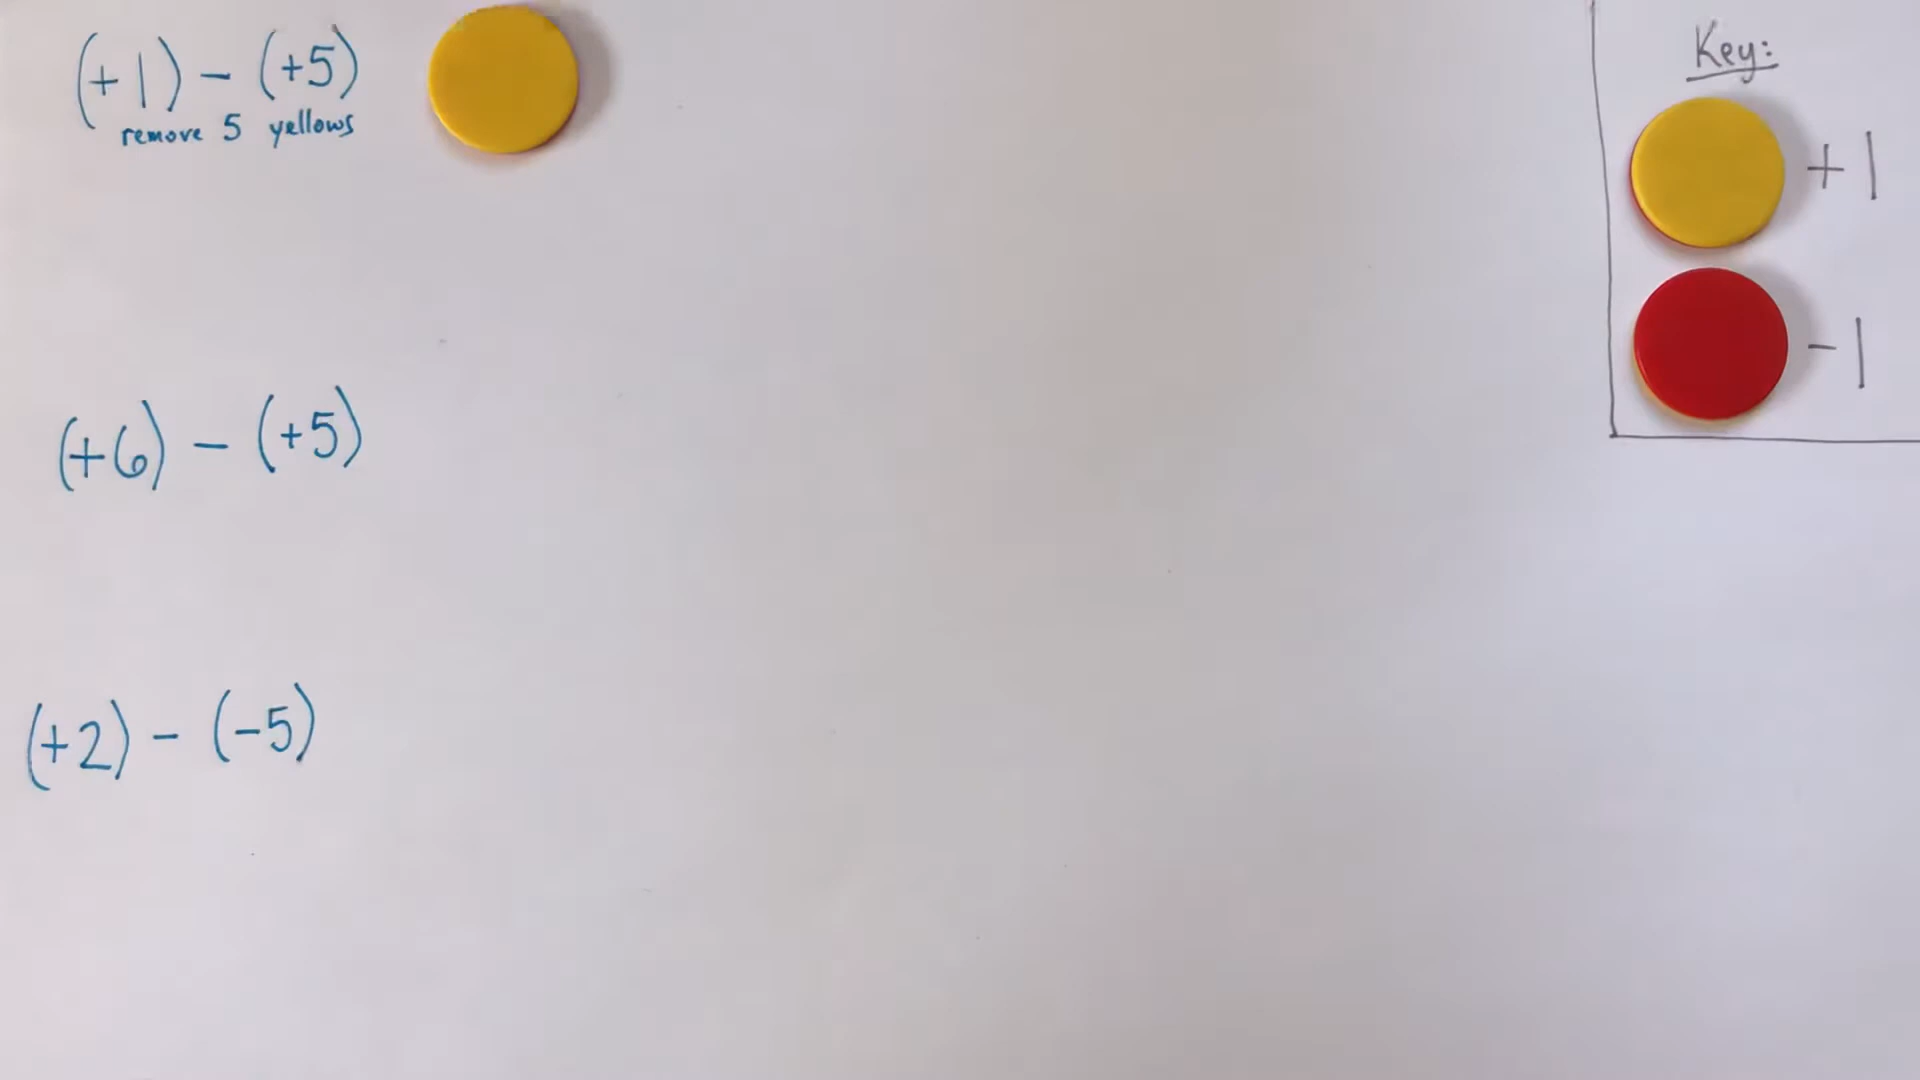 (+1) - (+5)
remove 5 yellows
(+6) - (+5)
(+2) - (-5)
Key:
+1
-1